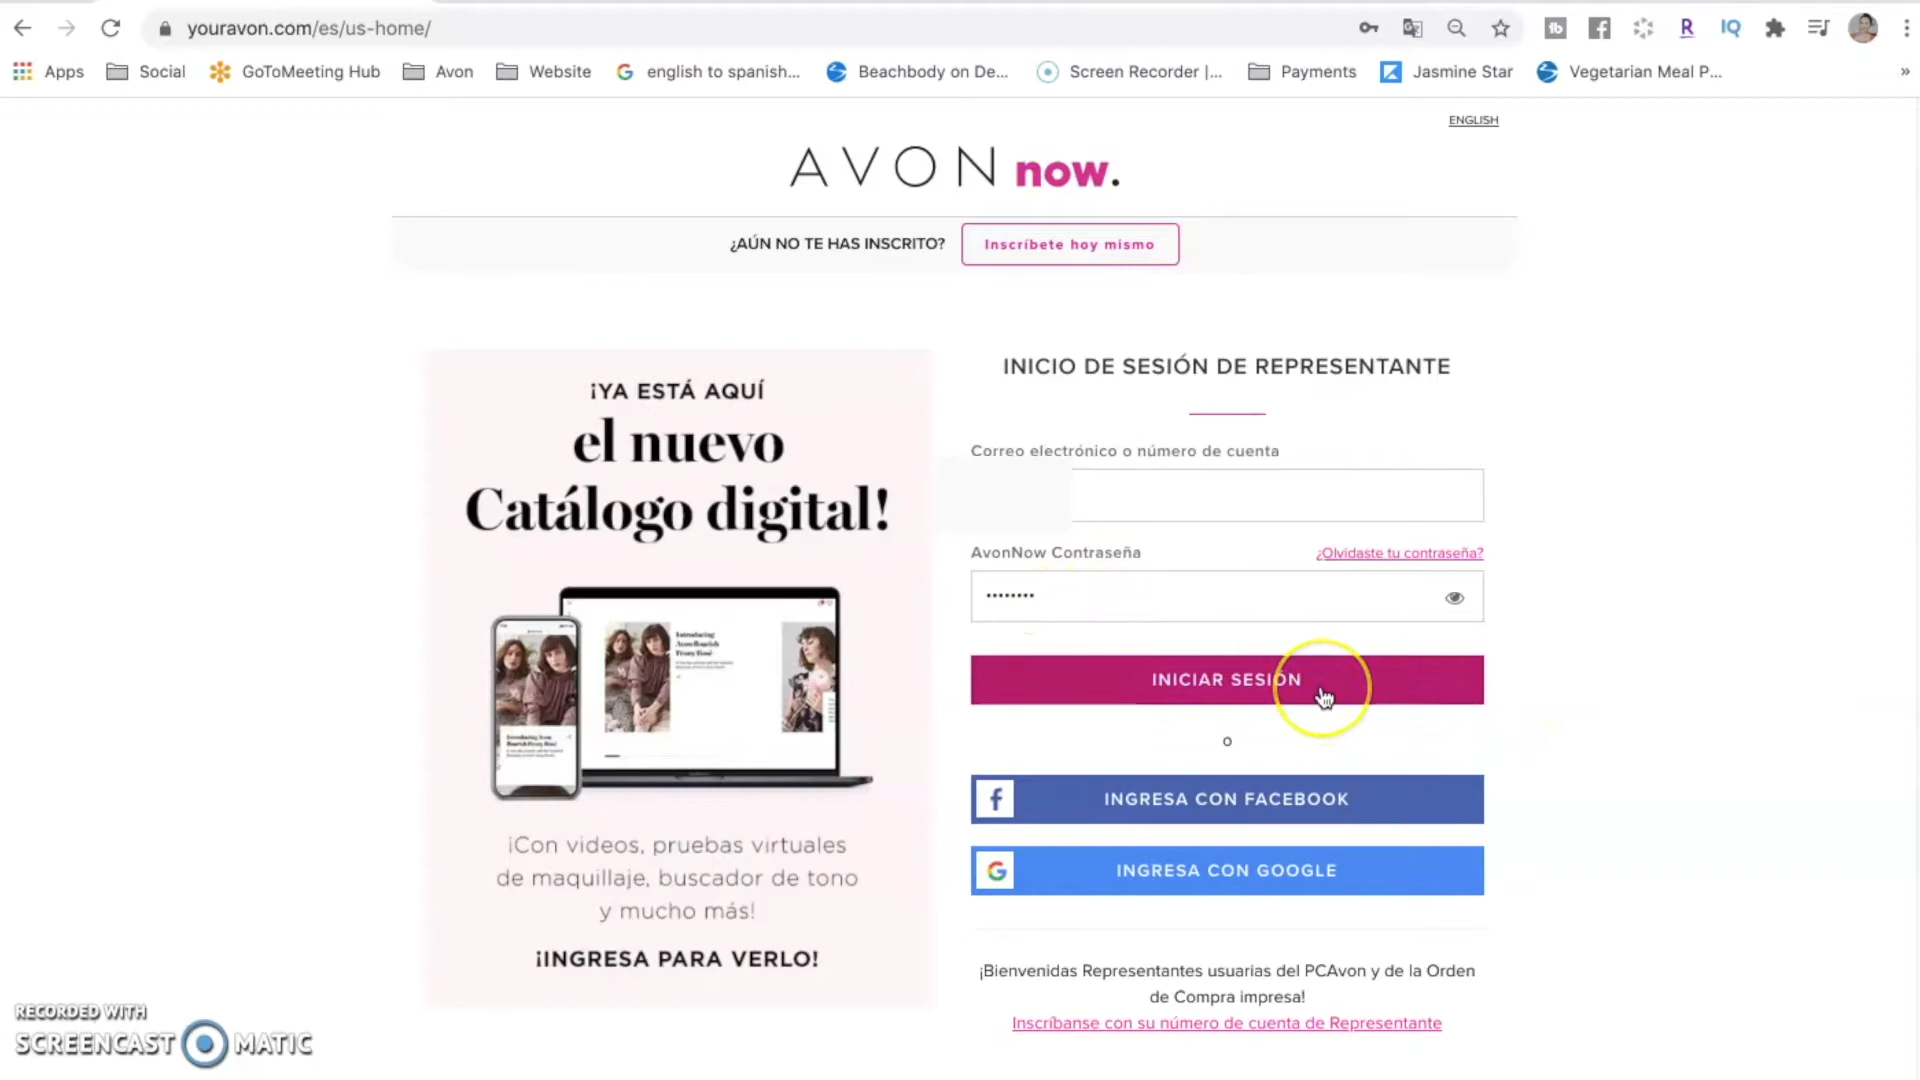 youravon.com/es/us-home/
Apps Social GoToMeeting Hub Avon Website english to spanish... Beachbody on De... Screen Recorder |... Payments Jasmine Star Vegetarian Meal P... »
ENGLISH
AVON now.
¿AÚN NO TE HAS INSCRITO? Inscríbete hoy mismo
¡YA ESTÁ AQUÍ
el nuevo
Catálogo digital!
¡Con videos, pruebas virtuales
de maquillaje, buscador de tono
y mucho más!
¡INGRESA PARA VERLO!
INICIO DE SESIÓN DE REPRESENTANTE
Correo electrónico o número de cuenta
AvonNow Contraseña ¿Olvidaste tu contraseña?
••••••••
INICIAR SESIÓN
o
INGRESA CON FACEBOOK
INGRESA CON GOOGLE
¡Bienvenidas Representantes usuarias del PCAvon y de la Orden
de Compra impresa!
Inscríbanse con su número de cuenta de Representante
RECORDED WITH
SCREENCAST MATIC